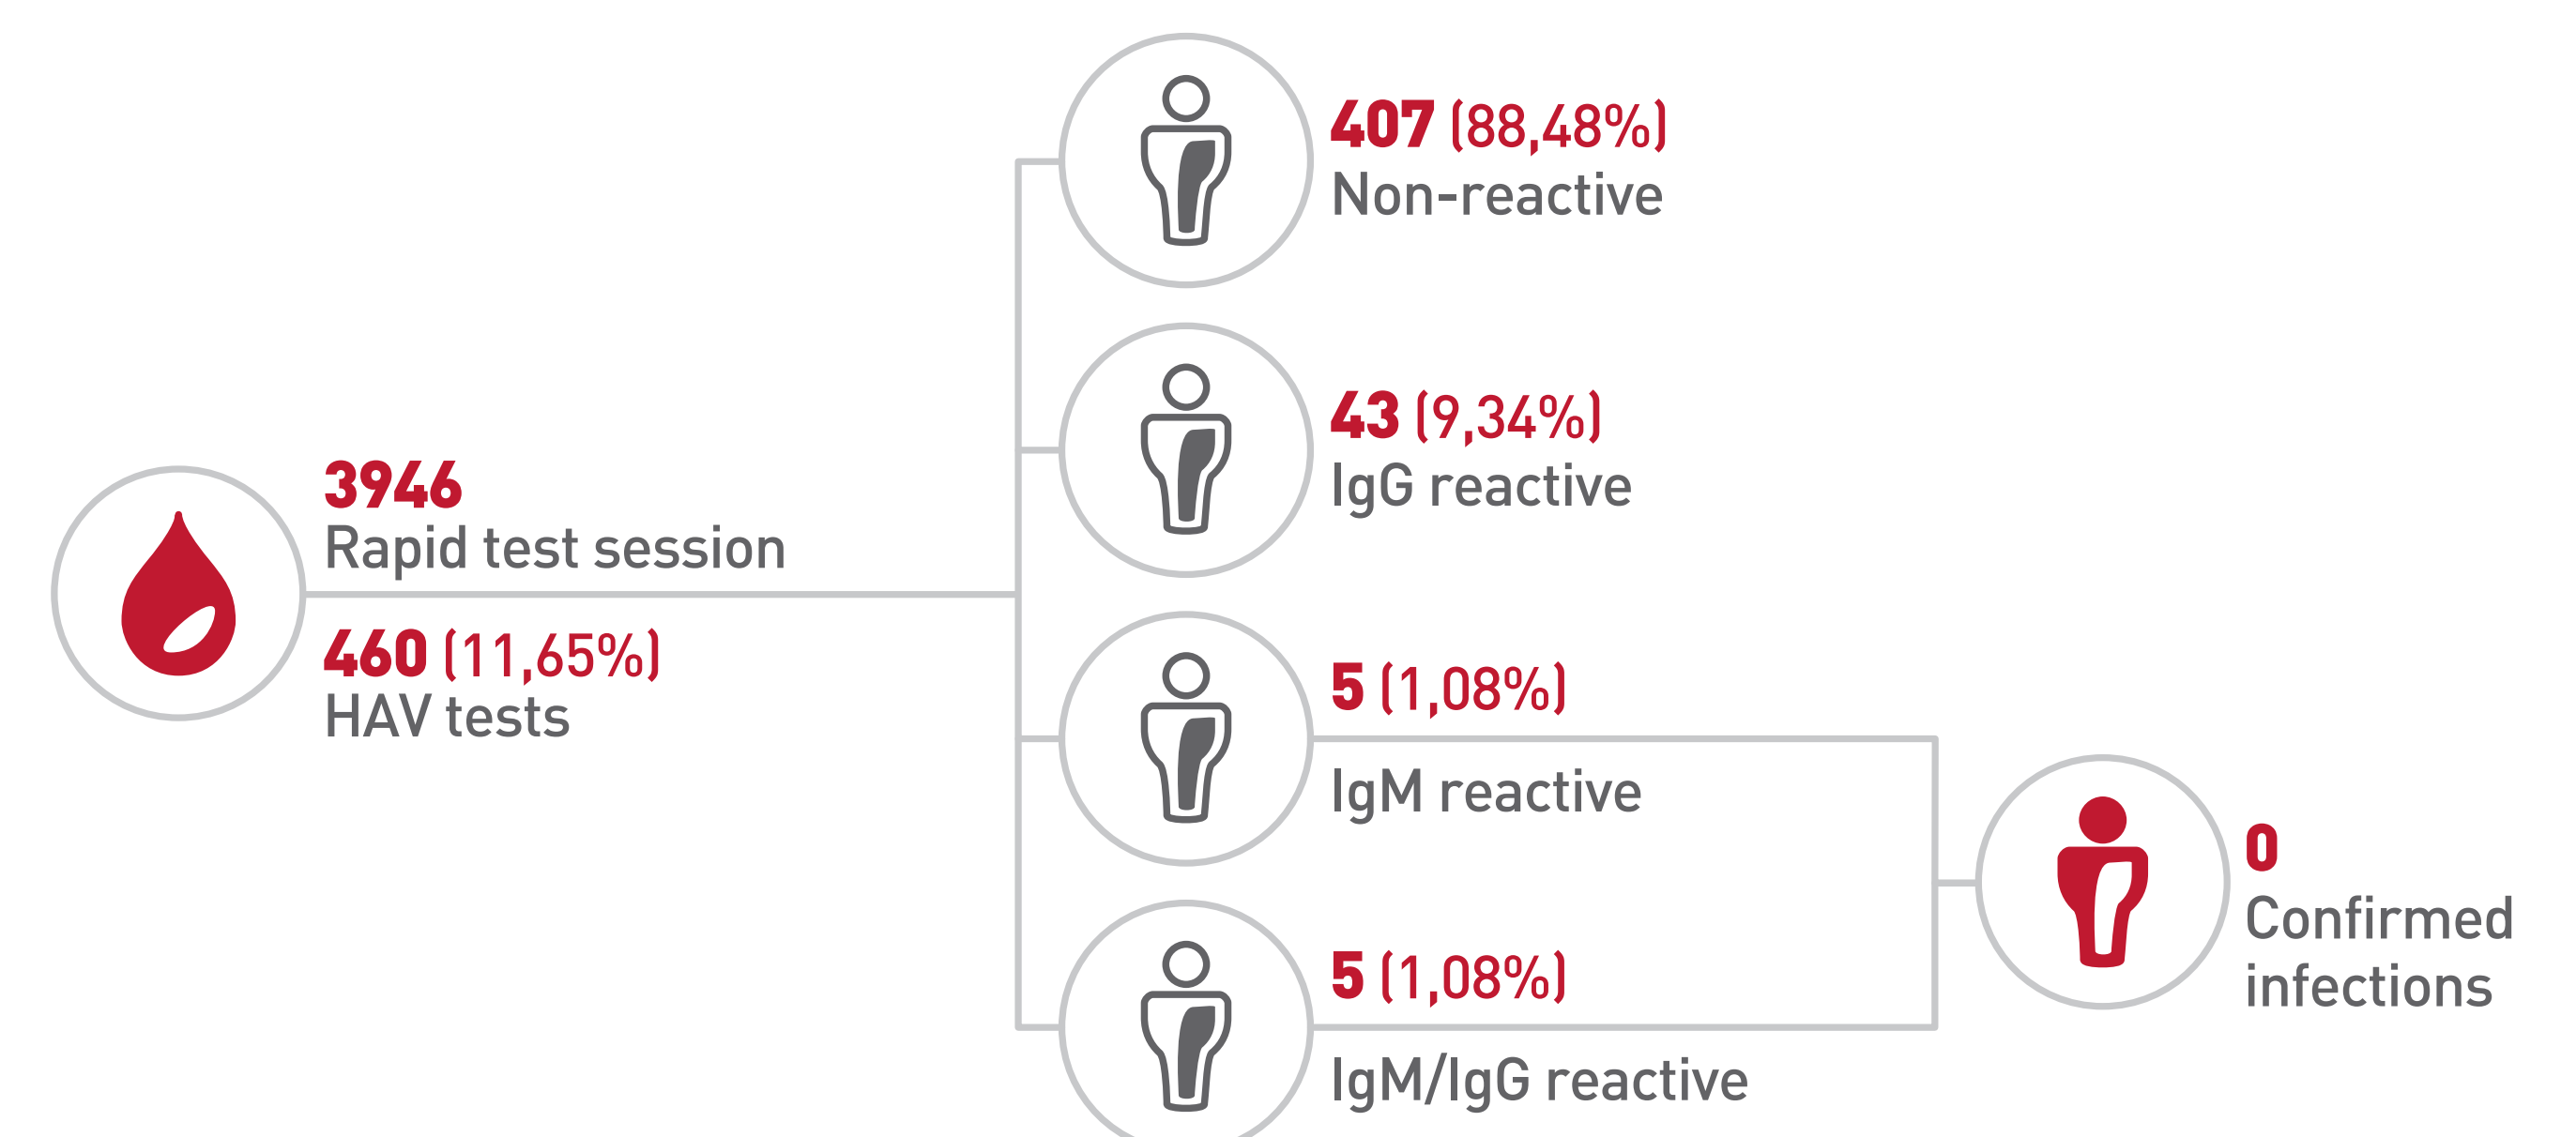 3946
Rapid test session
460 (11,65%)
HAV tests
407 (88,48%)
Non-reactive
43 (9,34%)
IgG reactive
5 (1,08%)
IgM reactive
5 (1,08%)
IgM/IgG reactive
0
Confirmed
infections